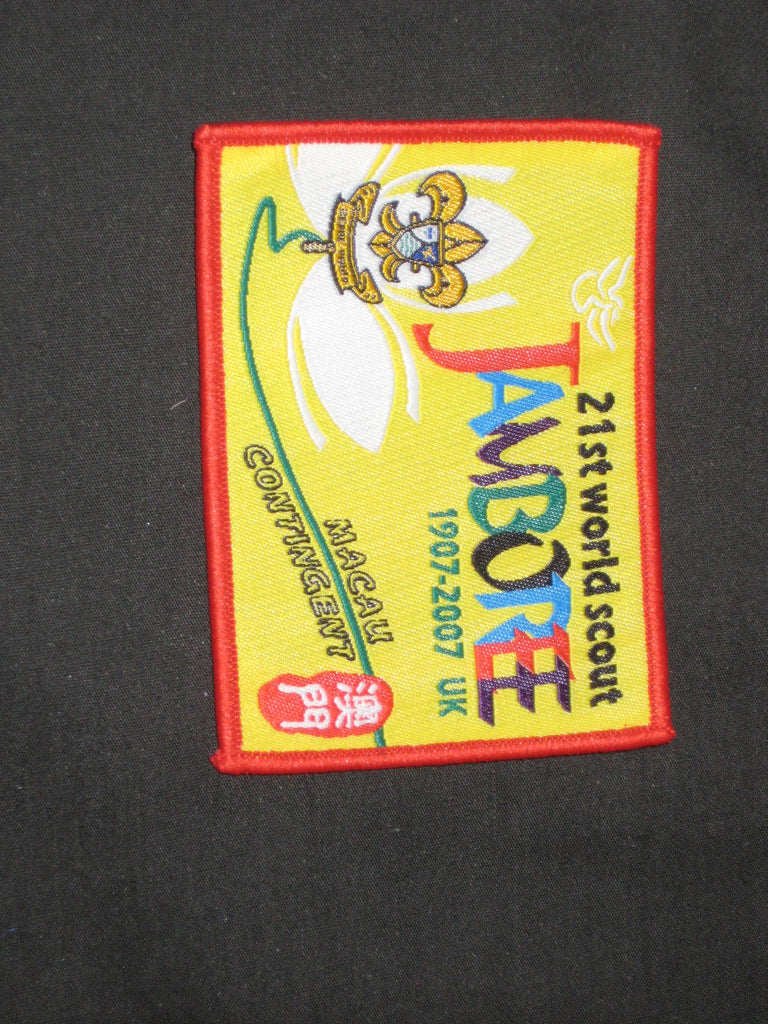 21st world scout
JAMBOREE
1907-2007 UK
MACAU
CONTINGENT
澳門